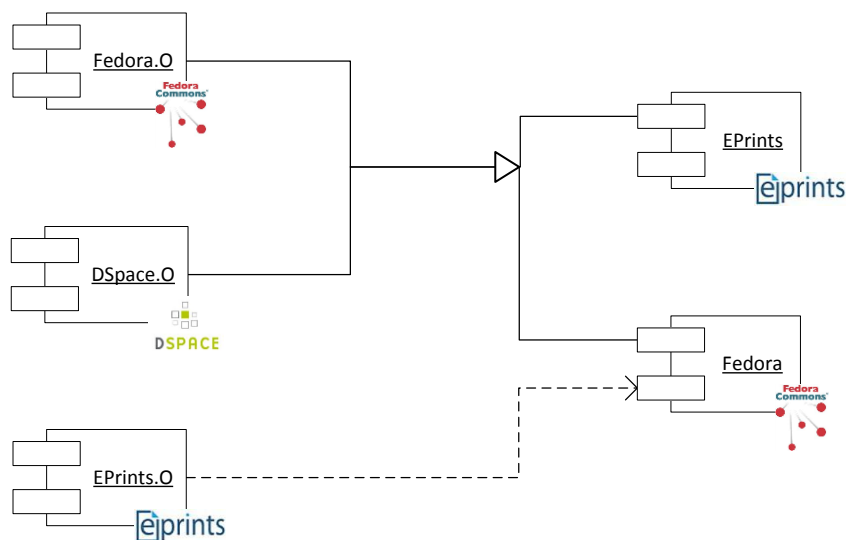 Fedora.O
Fedora
Commons
EPrints
eprints
DSpace.O
DSPACE
Fedora
Fedora
Commons
EPrints.O
eprints